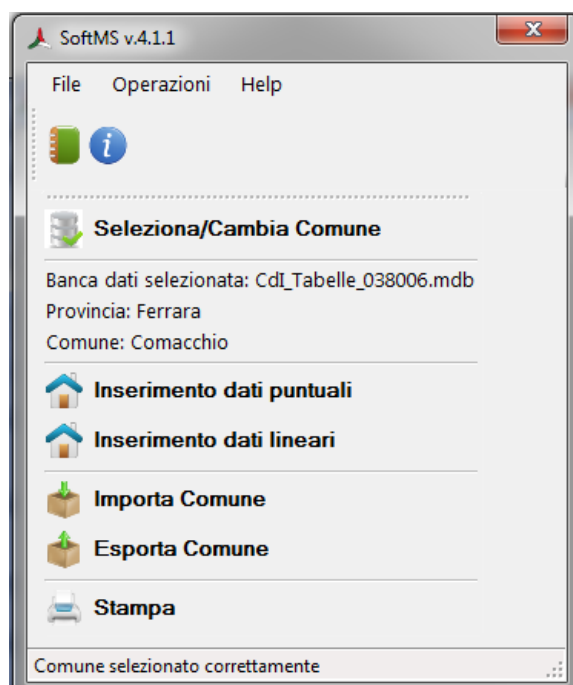 SoftMS v.4.1.1
File Operazioni Help
Seleziona/Cambia Comune
Banca dati selezionata: CdI_Tabelle_038006.mdb
Provincia: Ferrara
Comune: Comacchio
Inserimento dati puntuali
Inserimento dati lineari
Importa Comune
Esporta Comune
Stampa
Comune selezionato correttamente